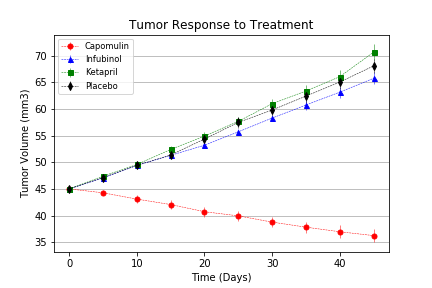 Tumor Response to Treatment
Capomulin
Infubinol
Ketapril
Placebo
Tumor Volume (mm3)
70
65
60
55
50
45
40
35
0 10 20 30 40
Time (Days)